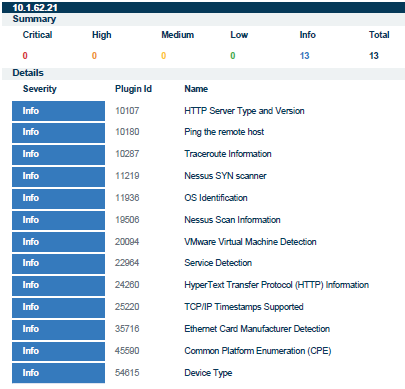 10.1.62.21
Summary
Critical High Medium Low Info Total
0 0 0 0 13 13
Details
Severity Plugin Id Name
Info 10107 HTTP Server Type and Version
Info 10180 Ping the remote host
Info 10287 Traceroute Information
Info 11219 Nessus SYN scanner
Info 11936 OS Identification
Info 19506 Nessus Scan Information
Info 20094 VMware Virtual Machine Detection
Info 22964 Service Detection
Info 24260 HyperText Transfer Protocol (HTTP) Information
Info 25220 TCP/IP Timestamps Supported
Info 35716 Ethernet Card Manufacturer Detection
Info 45590 Common Platform Enumeration (CPE)
Info 54615 Device Type